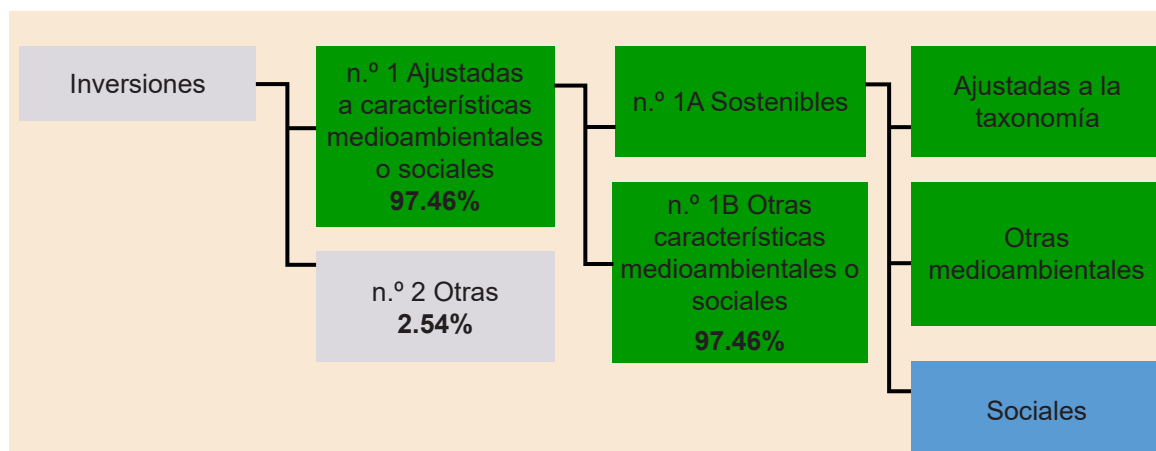 Inversiones
n.º 1 Ajustadas
a características
medioambientales
o sociales
97.46%
n.º 2 Otras
2.54%
n.º 1A Sostenibles
n.º 1B Otras
características
medioambientales o
sociales
97.46%
Ajustadas a la
taxonomía
Otras
medioambientales
Sociales